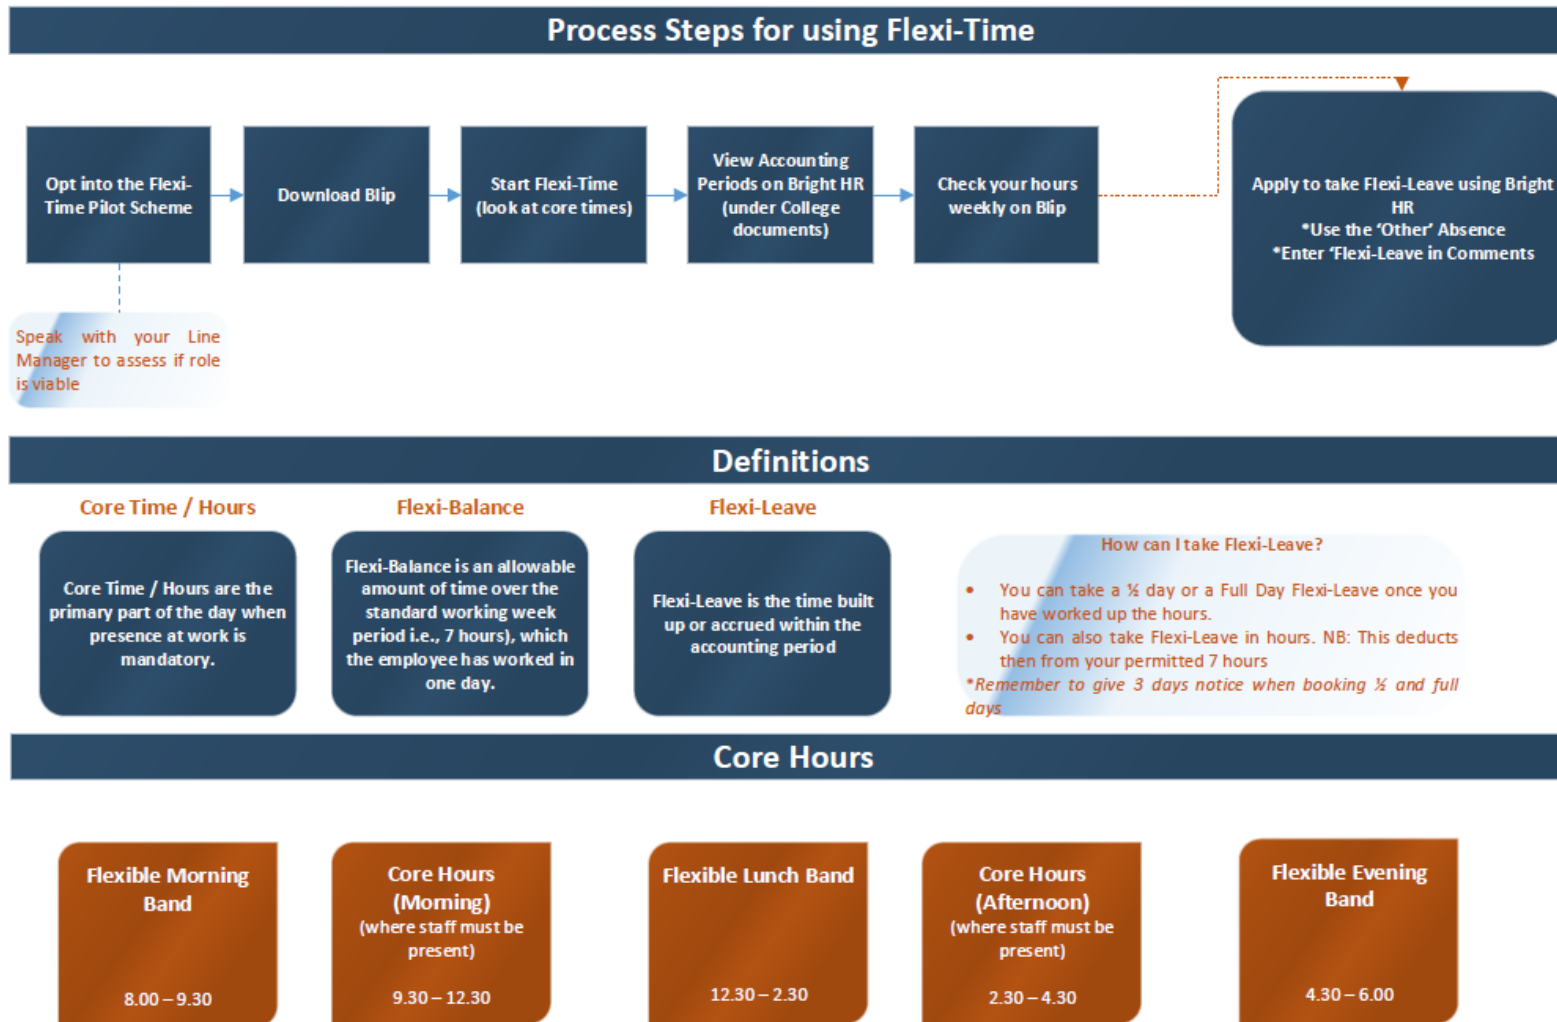 Process Steps for using Flexi-Time
Opt into the Flexi-
Time Pilot Scheme
Download Blip
Start Flexi-Time
(look at core times)
View Accounting
Periods on Bright HR
(under College
documents)
Check your hours
weekly on Blip
Apply to take Flexi-Leave using Bright
HR
*Use the ‘Other’ Absence
*Enter ‘Flexi-Leave in Comments
Speak with your Line
Manager to assess if role
is viable
Definitions
Core Time / Hours
Core Time / Hours are the
primary part of the day when
presence at work is
mandatory.
Flexi-Balance
Flexi-Balance is an allowable
amount of time over the
standard working week
period i.e., 7 hours), which
the employee has worked in
one day.
Flexi-Leave
Flexi-Leave is the time built
up or accrued within the
accounting period
How can I take Flexi-Leave?
• You can take a ½ day or a Full Day Flexi-Leave once you
have worked up the hours.
• You can also take Flexi-Leave in hours. NB: This deducts
then from your permitted 7 hours
*Remember to give 3 days notice when booking ½ and full
days
Core Hours
Flexible Morning
Band
8.00 – 9.30
Core Hours
(Morning)
(where staff must be
present)
9.30 – 12.30
Flexible Lunch Band
12.30 – 2.30
Core Hours
(Afternoon)
(where staff must be
present)
2.30 – 4.30
Flexible Evening
Band
4.30 – 6.00